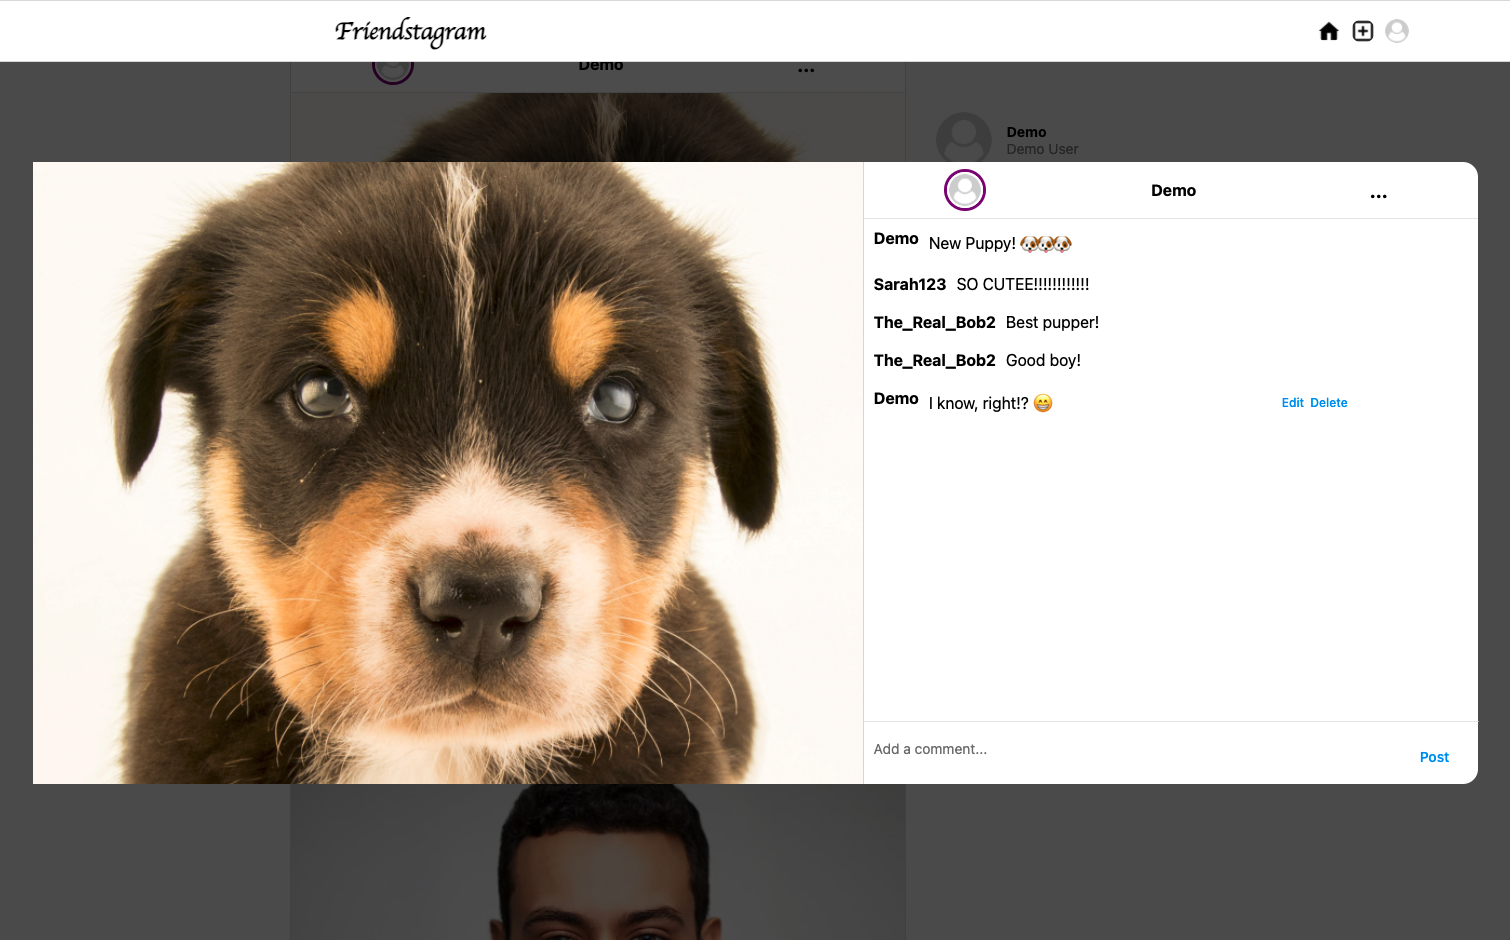 Friendstagram
Demo
...
Demo
Demo User
Demo
...
Demo New Puppy! 🐶🐶🐶
Sarah123 SO CUTEE!!!!!!!!!!!!
The_Real_Bob2 Best pupper!
The_Real_Bob2 Good boy!
Demo I know, right!? 😁 Edit Delete
Add a comment...
Post